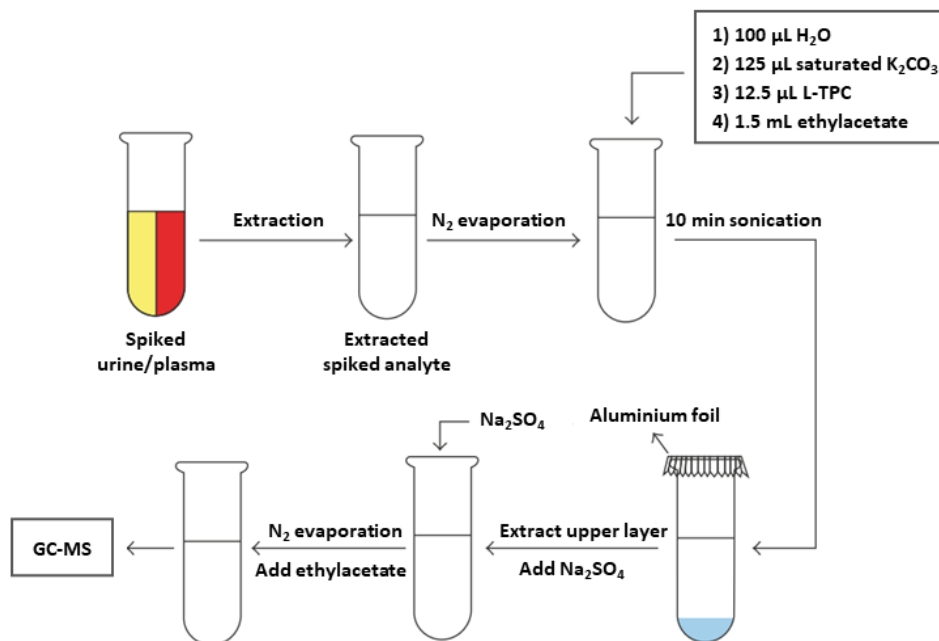 1) 100 µL H₂O
2) 125 µL saturated K₂CO₃
3) 12.5 µL L-TPC
4) 1.5 mL ethylacetate
Extraction
N₂ evaporation
10 min sonication
Spiked
urine/plasma
Extracted
spiked analyte
Na₂SO₄
Aluminium foil
GC-MS
N₂ evaporation
Add ethylacetate
Extract upper layer
Add Na₂SO₄